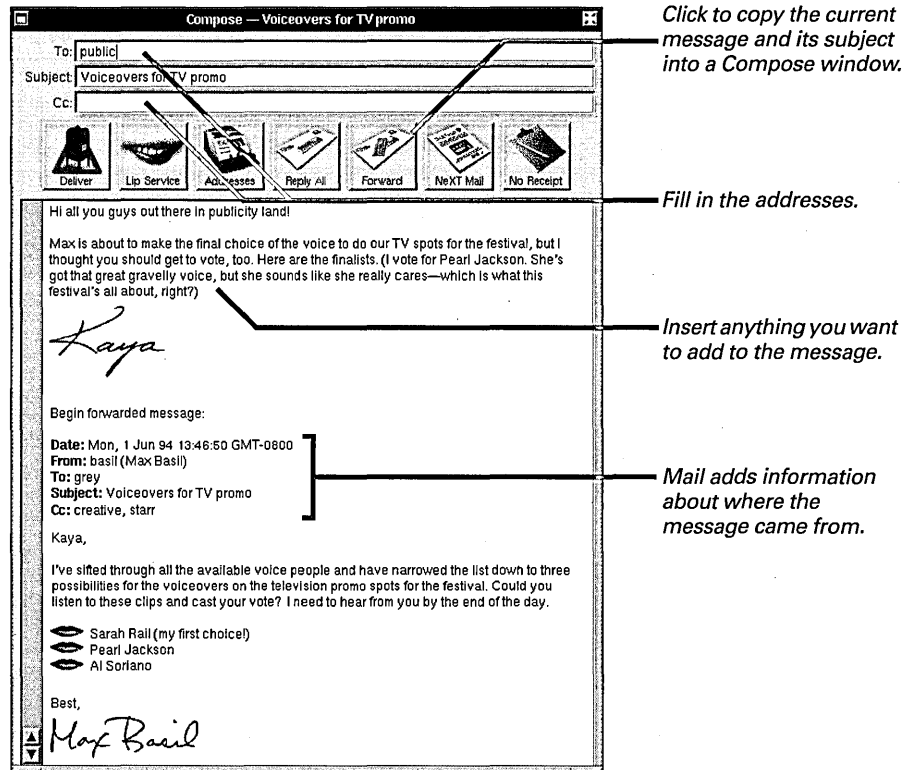 Compose — Voiceovers for TV promo
To: public
Subject: Voiceovers for TV promo
Cc:
Deliver
Lip Service
Addresses
Reply All
Forward
NeXT Mail
No Receipt
Hi all you guys out there in publicity land!
Max is about to make the final choice of the voice to do our TV spots for the festival, but I
thought you should get to vote, too. Here are the finalists. (I vote for Pearl Jackson. She's
got that great gravelly voice, but she sounds like she really cares—which is what this
festival's all about, right?)
Kaya
Begin forwarded message:
Date: Mon, 1 Jun 94 13:46:50 GMT-0800
From: basil (Max Basil)
To: grey
Subject: Voiceovers for TV promo
Cc: creative, starr
Kaya,
I've sifted through all the available voice people and have narrowed the list down to three
possibilities for the voiceovers on the television promo spots for the festival. Could you
listen to these clips and cast your vote? I need to hear from you by the end of the day.
Sarah Rail (my first choice!)
Pearl Jackson
Al Soriano
Best,
Max Basil
Click to copy the current
message and its subject
into a Compose window.
Fill in the addresses.
Insert anything you want
to add to the message.
Mail adds information
about where the
message came from.